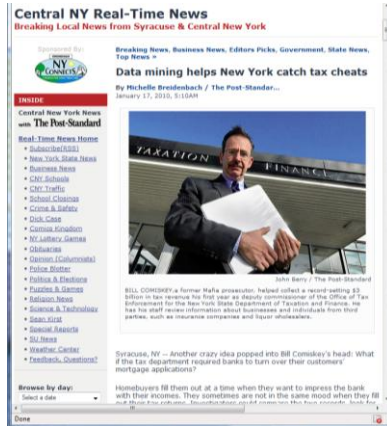 Central NY Real-Time News
Breaking Local News from Syracuse & Central New York
Sponsored By:
NY
CONNECTS
INSIDE
Central New York News
with The Post-Standard
Real-Time News Home
Subscribe(RSS)
New York State News
Business News
CNY Schools
CNY Traffic
School Closings
Crime & Safety
Dick Case
Comics Kingdom
NY Lottery Games
Obituaries
Opinion (Columnists)
Police Blotter
Politics & Elections
Puzzles & Games
Religion News
Science & Technology
Sean Kirst
Special Reports
SU News
Weather Center
Feedback, Questions?
Browse by day:
Select a date
Breaking News, Business News, Editors Picks, Government, State News,
Top News »
Data mining helps New York catch tax cheats
By Michelle Breidenbach / The Post-Standar...
January 17, 2010, 5:10AM
TAXATION FINANCE
John Berry / The Post-Standard
BILL COMISKEY,a former Mafia prosecutor, helped collect a record-setting $3
billion in tax revenue his first year as deputy commissioner of the Office of Tax
Enforcement for the New York State Department of Taxation and Finance. He
has his staff review information about businesses and individuals from third
parties, such as insurance companies and liquor wholesalers.
Syracuse, NY -- Another crazy idea popped into Bill Comiskey's head: What
if the tax department required banks to turn over their customers'
mortgage applications?
Homebuyers fill them out at a time when they want to impress the bank
with their incomes. They sometimes are not in the same mood when they fill
Done